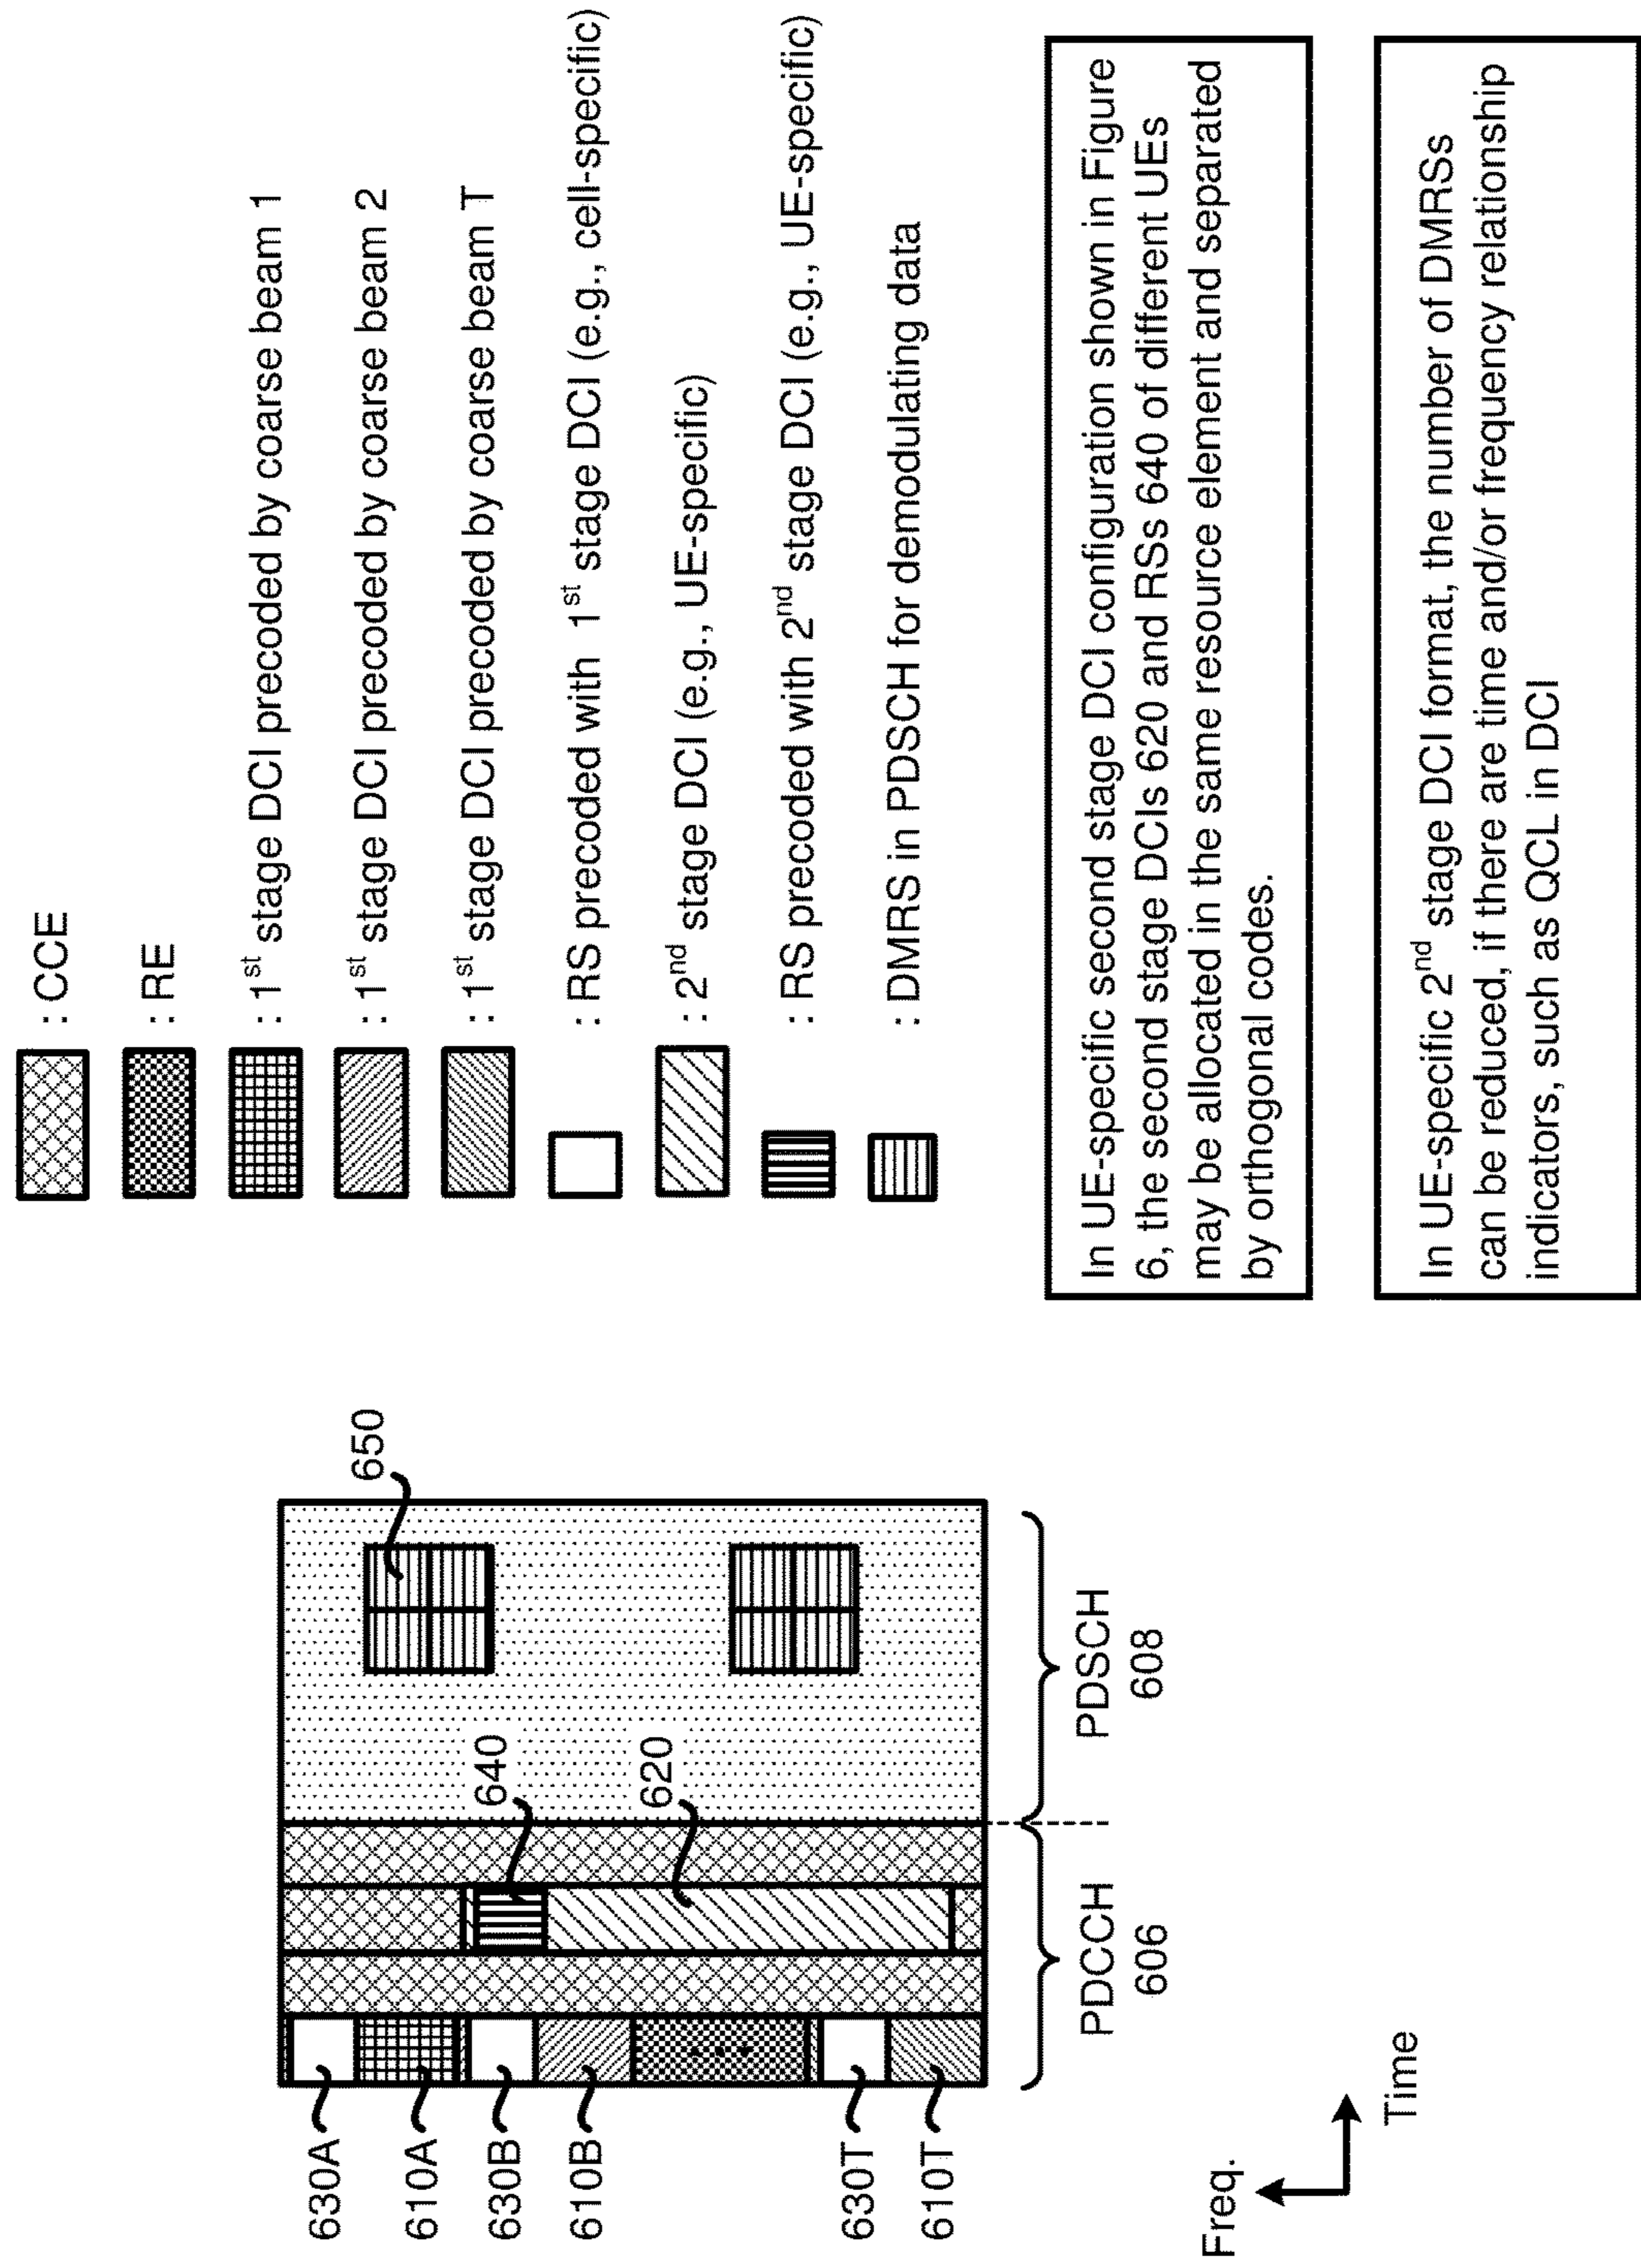 : CCE
: RE
: 1st stage DCI precoded by coarse beam 1
: 1st stage DCI precoded by coarse beam 2
: 1st stage DCI precoded by coarse beam T
: RS precoded with 1st stage DCI (e.g., cell-specific)
: 2nd stage DCI (e.g., UE-specific)
: RS precoded with 2nd stage DCI (e.g., UE-specific)
: DMRS in PDSCH for demodulating data
In UE-specific second stage DCI configuration shown in Figure
6, the second stage DCIs 620 and RSs 640 of different UEs
may be allocated in the same resource element and separated
by orthogonal codes.
In UE-specific 2nd stage DCI format, the number of DMRSs
can be reduced, if there are time and/or frequency relationship
indicators, such as QCL in DCI
630A
610A
630B
610B
630T
610T
640
620
650
PDCCH
606
PDSCH
608
Freq.
Time